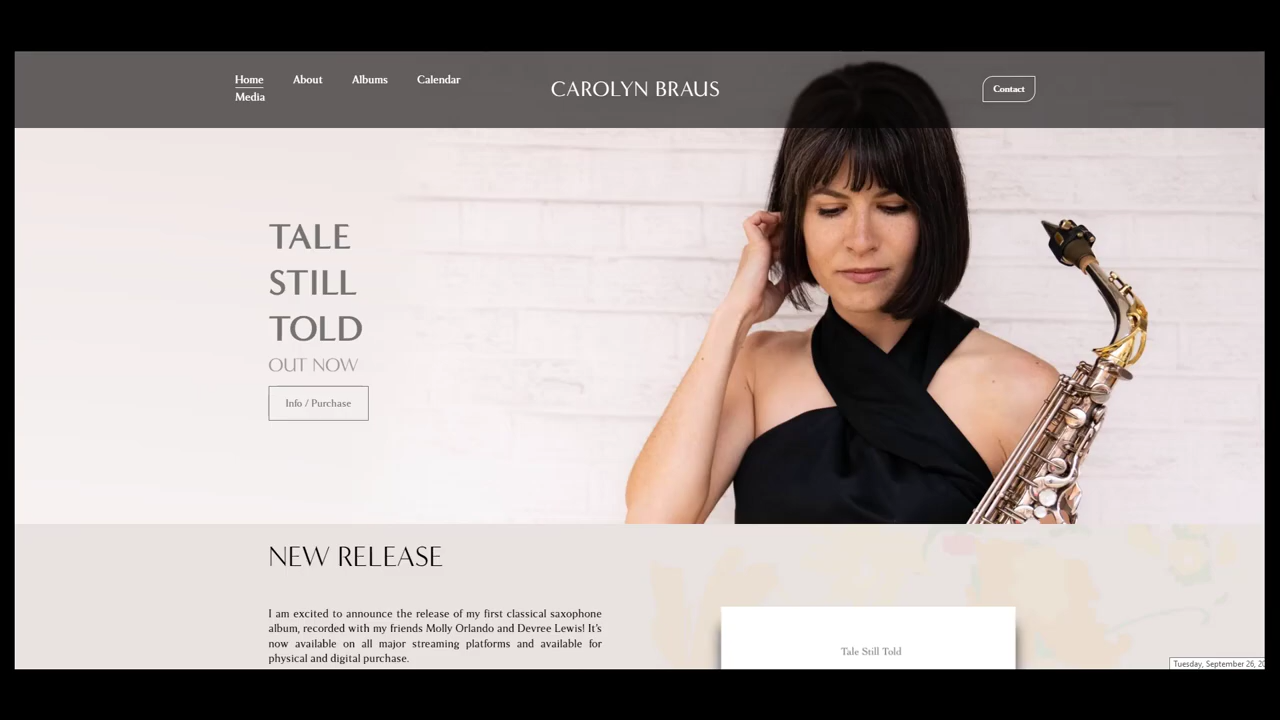 Home About Albums Calendar
Media
CAROLYN BRAUS
Contact
TALE
STILL
TOLD
OUT NOW
Info / Purchase
NEW RELEASE
I am excited to announce the release of my first classical saxophone
album, recorded with my friends Molly Orlando and Devree Lewis! It's
now available on all major streaming platforms and available for
physical and digital purchase.
Tale Still Told
Tuesday, September 26, 20